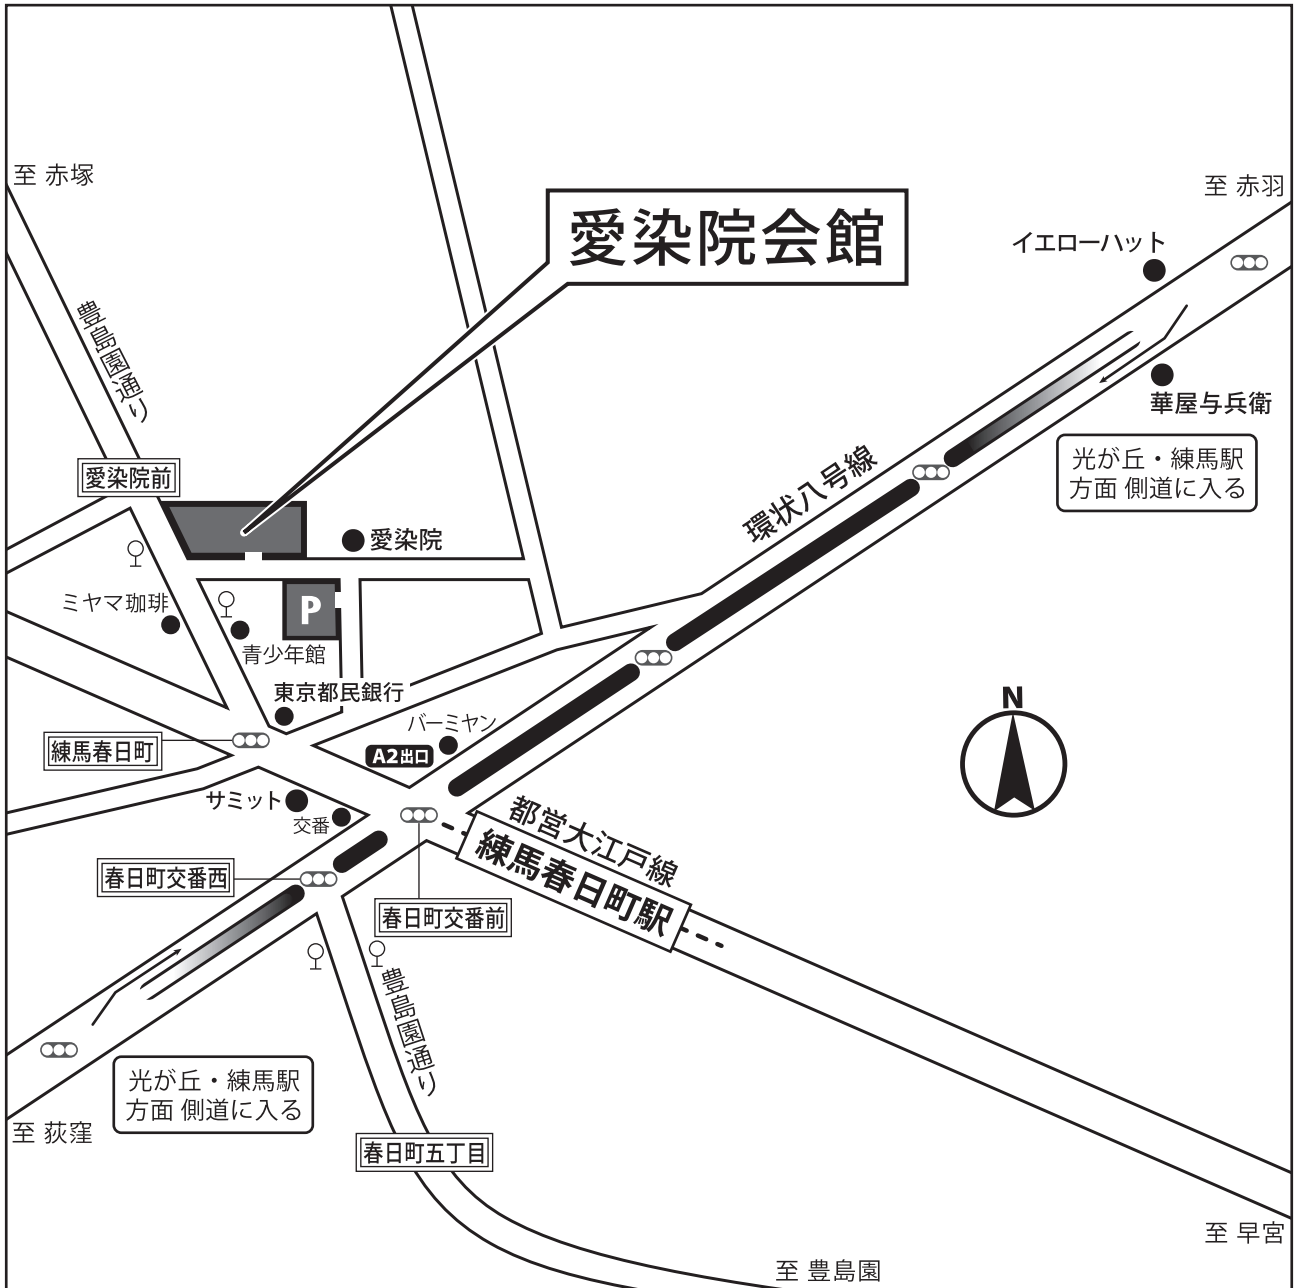 至 赤塚
至 赤羽
愛染院会館
イエローハット
豊島園通り
華屋与兵衛
環状八号線
光が丘・練馬駅
方面 側道に入る
愛染院前
愛染院
ミヤマ珈琲
P
青少年館
東京都民銀行
N
バーミヤン
練馬春日町
A2出口
サミット
都営大江戸線
交番
練馬春日町駅
春日町交番西
春日町交番前
豊島園通り
光が丘・練馬駅
方面 側道に入る
至 荻窪
春日町五丁目
至 早宮
至 豊島園